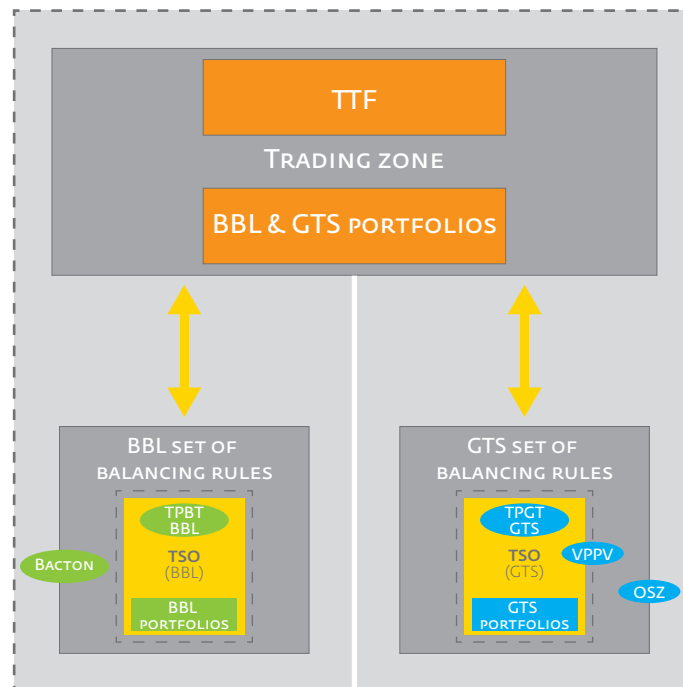 TTF
Trading zone
BBL & GTS portfolios
BBL set of
balancing rules
TPBT
BBL
TSO
(BBL)
BBL
portfolios
Bacton
GTS set of
balancing rules
TPGT
GTS
TSO
(GTS)
GTS
portfolios
VPPV
OSZ